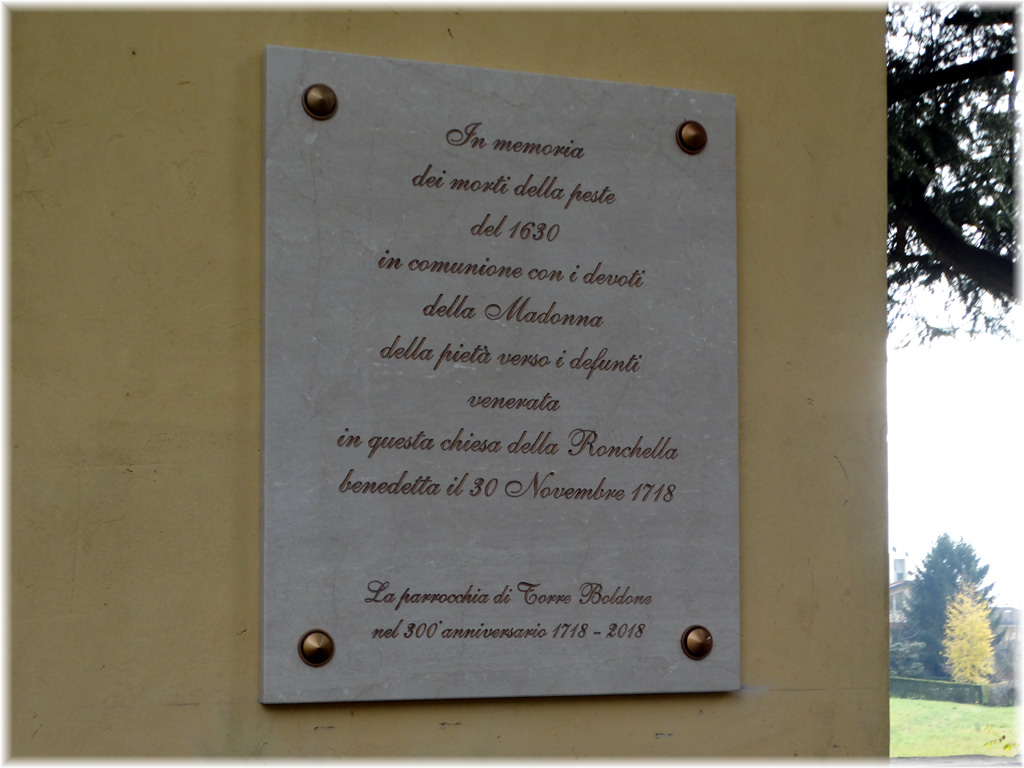 In memoria
dei morti della peste
del 1630
in comunione con i devoti
della Madonna
della pietà verso i defunti
venerata
in questa chiesa della Ronchella
benedetta il 30 Novembre 1718
La parrocchia di Torre Boldone
nel 300° anniversario 1718 - 2018